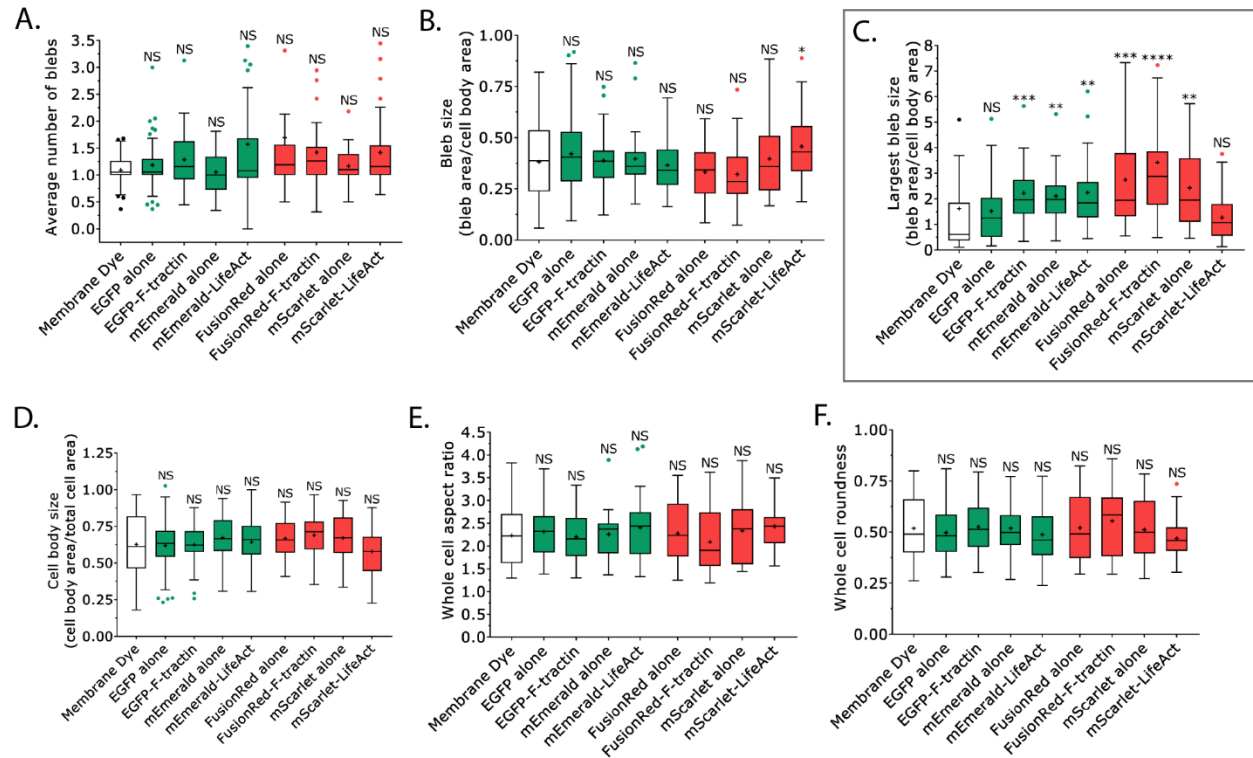 A.
Average number of blebs
3.5
3.0
2.5
2.0
1.5
1.0
0.5
0.0
NS
NS
NS
NS
NS
NS
NS
NS
Membrane Dye
EGFP alone
EGFP-F-tractin
mEmerald alone
mEmerald-LifeAct
FusionRed alone
FusionRed-F-tractin
mScarlet alone
mScarlet-LifeAct
B.
Bleb size
(bleb area/cell body area)
1.00
0.75
0.50
0.25
0.00
NS
NS
NS
NS
NS
NS
NS
*
Membrane Dye
EGFP alone
EGFP-F-tractin
mEmerald alone
mEmerald-LifeAct
FusionRed alone
FusionRed-F-tractin
mScarlet alone
mScarlet-LifeAct
C.
Largest bleb size
(bleb area/cell body area)
8
7
6
5
4
3
2
1
0
NS
***
**
**
***
****
**
NS
Membrane Dye
EGFP alone
EGFP-F-tractin
mEmerald alone
mEmerald-LifeAct
FusionRed alone
FusionRed-F-tractin
mScarlet alone
mScarlet-LifeAct
D.
Cell body size
(cell body area/total cell area)
1.25
1.00
0.75
0.50
0.25
0.00
NS
NS
NS
NS
NS
NS
NS
NS
Membrane Dye
EGFP alone
EGFP-F-tractin
mEmerald alone
mEmerald-LifeAct
FusionRed alone
FusionRed-F-tractin
mScarlet alone
mScarlet-LifeAct
E.
Whole cell aspect ratio
4.5
4.0
3.5
3.0
2.5
2.0
1.5
1.0
0.5
0.0
NS
NS
NS
NS
NS
NS
NS
NS
Membrane Dye
EGFP alone
EGFP-F-tractin
mEmerald alone
mEmerald-LifeAct
FusionRed alone
FusionRed-F-tractin
mScarlet alone
mScarlet-LifeAct
F.
Whole cell roundness
1.00
0.75
0.50
0.25
0.00
NS
NS
NS
NS
NS
NS
NS
NS
Membrane Dye
EGFP alone
EGFP-F-tractin
mEmerald alone
mEmerald-LifeAct
FusionRed alone
FusionRed-F-tractin
mScarlet alone
mScarlet-LifeAct